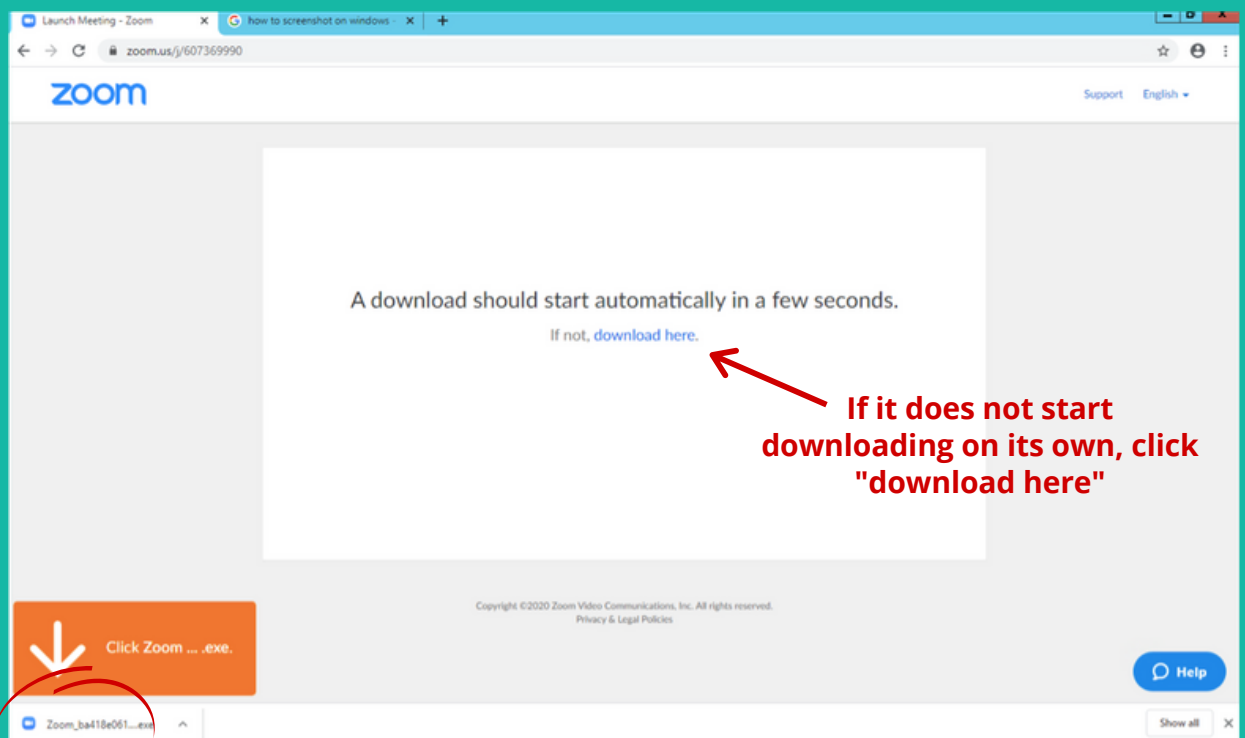 Launch Meeting - Zoom
how to screenshot on windows -
zoom.us/j/607369990
zoom
Support English
A download should start automatically in a few seconds.
If not, download here.
If it does not start
downloading on its own, click
"download here"
Copyright ©2020 Zoom Video Communications, Inc. All rights reserved.
Privacy & Legal Policies
Click Zoom ... .exe.
Help
Zoom_ba418e061....exe
Show all